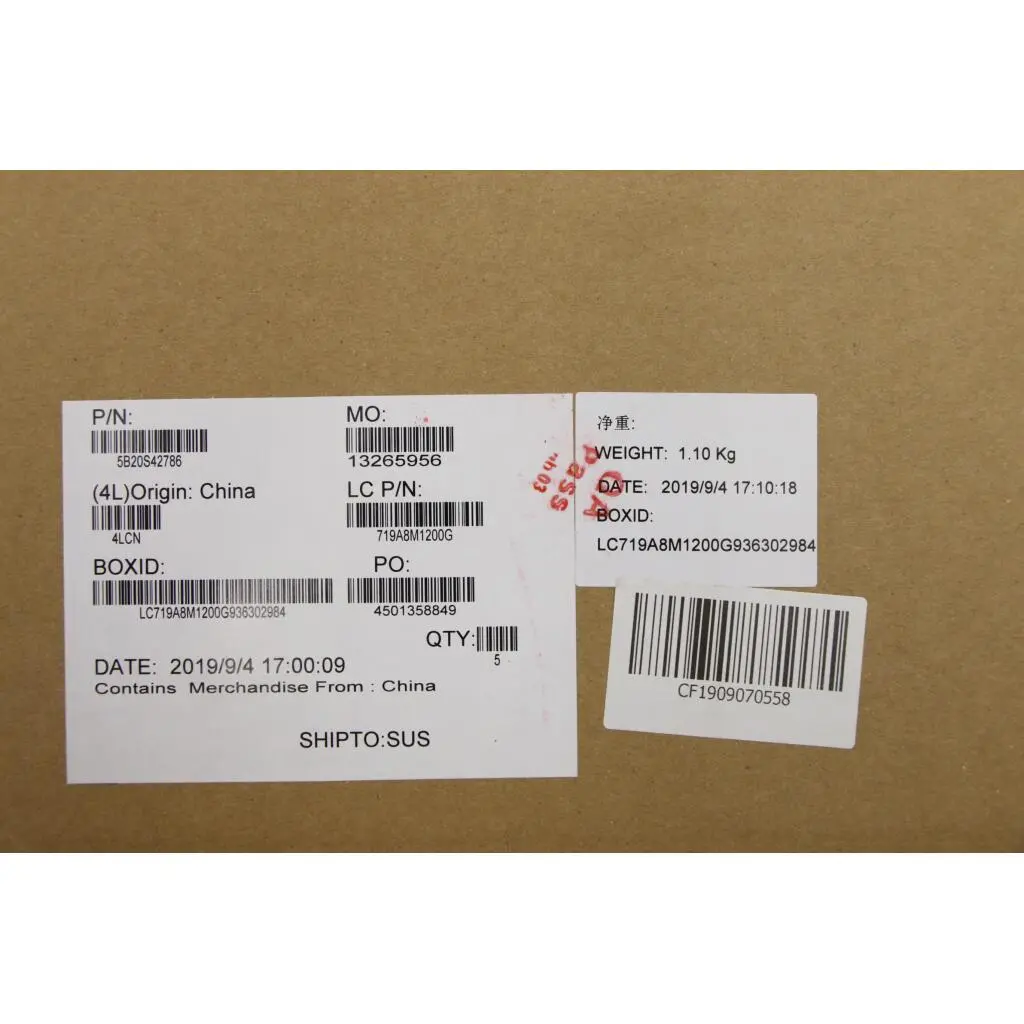 P/N:
5B20S42786
MO:
13265956
(4L)Origin: China
4LCN
LC P/N:
719A8M1200G
BOXID:
LC719A8M1200G936302984
PO:
4501358849
QTY:
5
DATE: 2019/9/4 17:00:09
Contains Merchandise From : China
SHIPTO:SUS
QA
Pass
净重:
WEIGHT: 1.10 Kg
DATE: 2019/9/4 17:10:18
BOXID:
LC719A8M1200G936302984
CF1909070558